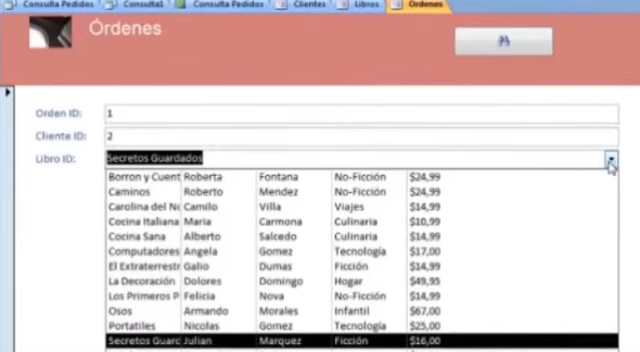 Consulta Pedidos Consulta1 Consulta Pedidos Clientes Libros Ordenes
Órdenes
Orden ID: 1
Cliente ID: 2
Libro ID: Secretos Guardados
Borron y Cuent Roberta Fontana No-Ficción $24,99
Caminos Roberto Mendez No-Ficción $24,99
Carolina del No Camilo Villa Viajes $14,99
Cocina Italiana Maria Carmona Culinaria $10,99
Cocina Sana Alberto Salcedo Culinaria $14,99
Computadores Angela Gomez Tecnología $17,00
El Extraterrestr Galio Dumas Ficción $14,99
La Decoración Dolores Domingo Hogar $49,95
Los Primeros P Felicia Nova No-Ficción $14,99
Osos Armando Morales Infantil $67,00
Portatiles Nicolas Gomez Tecnología $25,00
Secretos Guard Julian Marquez Ficción $16,00